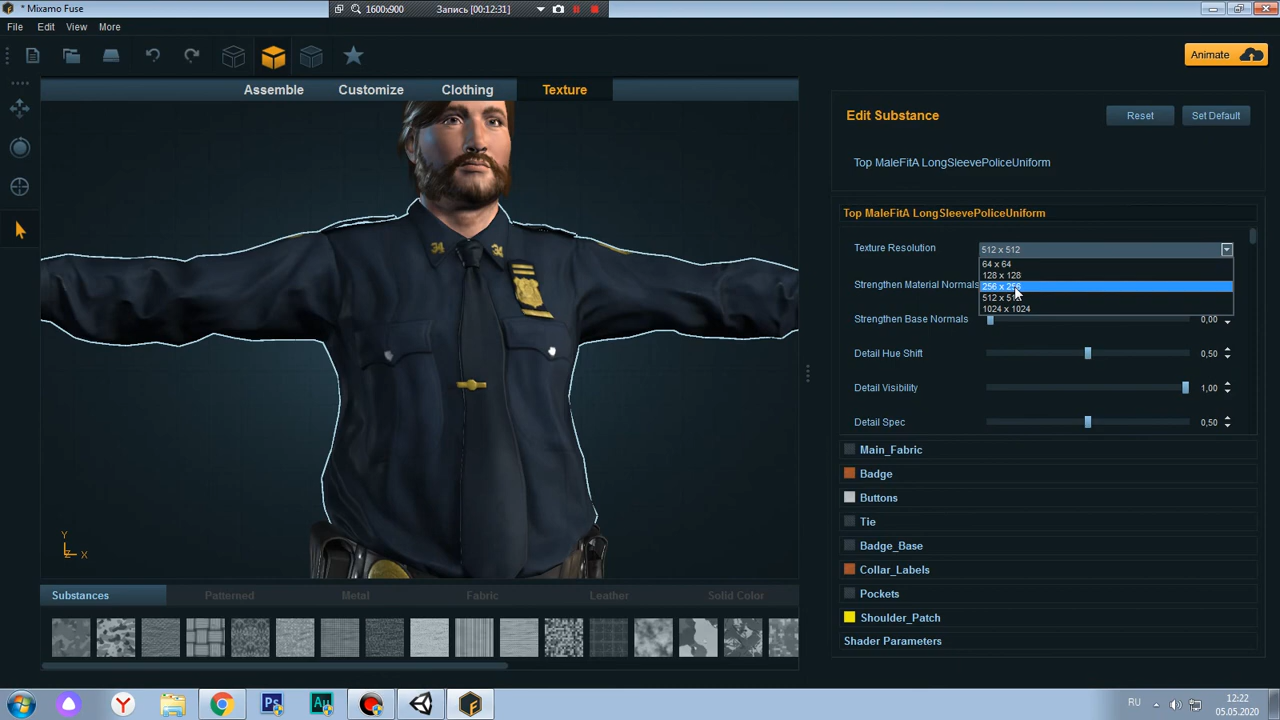 * Mixamo Fuse
1600x900
Запись [00:12:31]
File Edit View More
Animate
Assemble Customize Clothing Texture
Edit Substance
Reset
Set Default
Top MaleFitA LongSleevePoliceUniform
Top MaleFitA LongSleevePoliceUniform
Texture Resolution
512 x 512
64 x 64
128 x 128
256 x 256
512 x 512
1024 x 1024
Strengthen Material Normals
Strengthen Base Normals 0,00
Detail Hue Shift 0,50
Detail Visibility 1,00
Detail Spec 0,50
Main_Fabric
Badge
Buttons
Tie
Badge_Base
Collar_Labels
Pockets
Shoulder_Patch
Shader Parameters
34
34
Y
Z X
Substances Patterned Metal Fabric Leather Solid Color
RU
12:22
05.05.2020